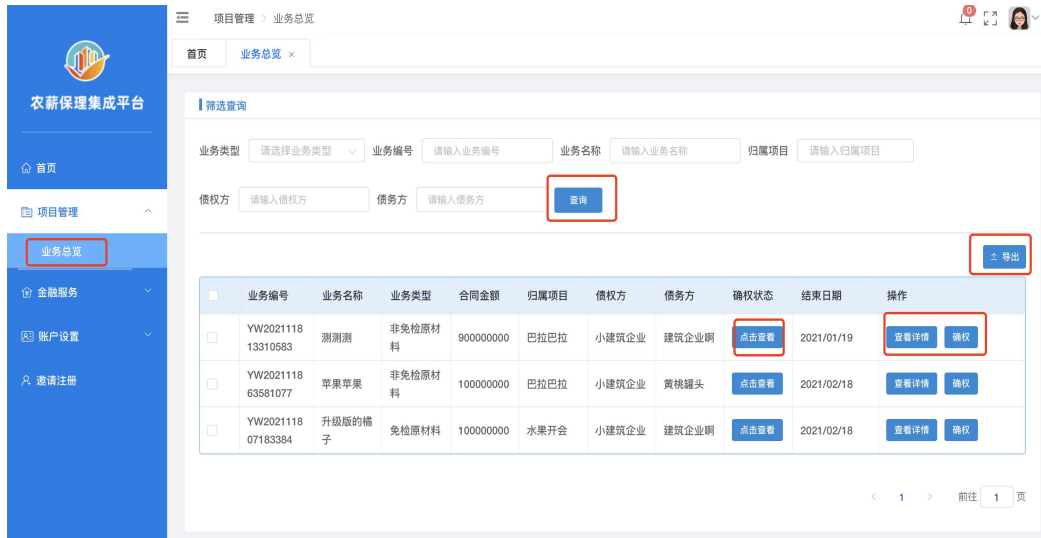 项目管理 > 业务总览
0
首页 业务总览 ×
农薪保理集成平台
首页
项目管理
业务总览
金融服务
账户设置
邀请注册
筛选查询
业务类型 请选择业务类型 业务编号 请输入业务编号 业务名称 请输入业务名称 归属项目 请输入归属项目
债权方 请输入债权方 债务方 请输入债务方 查询
导出
业务编号 业务名称 业务类型 合同金额 归属项目 债权方 债务方 确权状态 结束日期 操作
YW2021118
13310583 测测测 非免检原材
料 900000000 巴拉巴拉 小建筑企业 建筑企业啊 点击查看 2021/01/19 查看详情 确权
YW2021118
63581077 苹果苹果 非免检原材
料 100000000 巴拉巴拉 小建筑企业 黄桃罐头 点击查看 2021/02/18 查看详情 确权
YW2021118
07183384 升级版的橘
子 免检原材料 100000000 水果开会 小建筑企业 建筑企业啊 点击查看 2021/02/18 查看详情 确权
< 1 > 前往 1 页